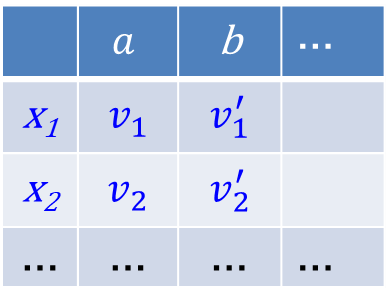 a b ...
x₁ v₁ v′₁
x₂ v₂ v′₂
... ... ... ...